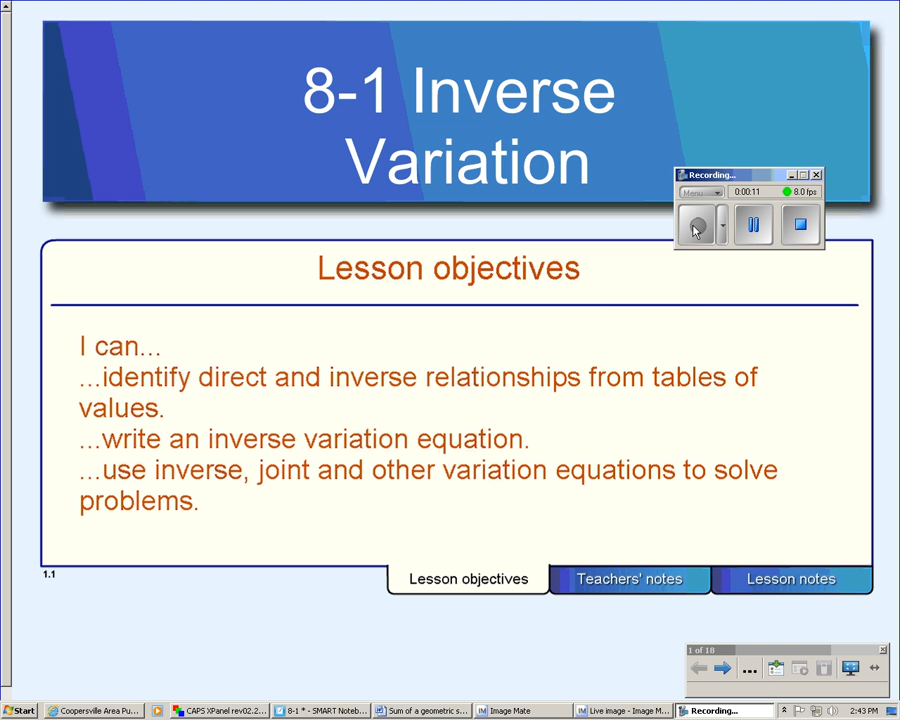 8-1 Inverse
Variation
Recording...
Menu
0:00:11
8.0 fps
Lesson objectives
I can...
...identify direct and inverse relationships from tables of
values.
...write an inverse variation equation.
...use inverse, joint and other variation equations to solve
problems.
1.1
Lesson objectives
Teachers' notes
Lesson notes
1 of 18
...
Start
Coopersville Area Pu...
CAPS XPanel rev02.2...
8-1 * - SMART Noteb...
Sum of a geometric s...
Image Mate
Live image - Image M...
Recording...
2:43 PM